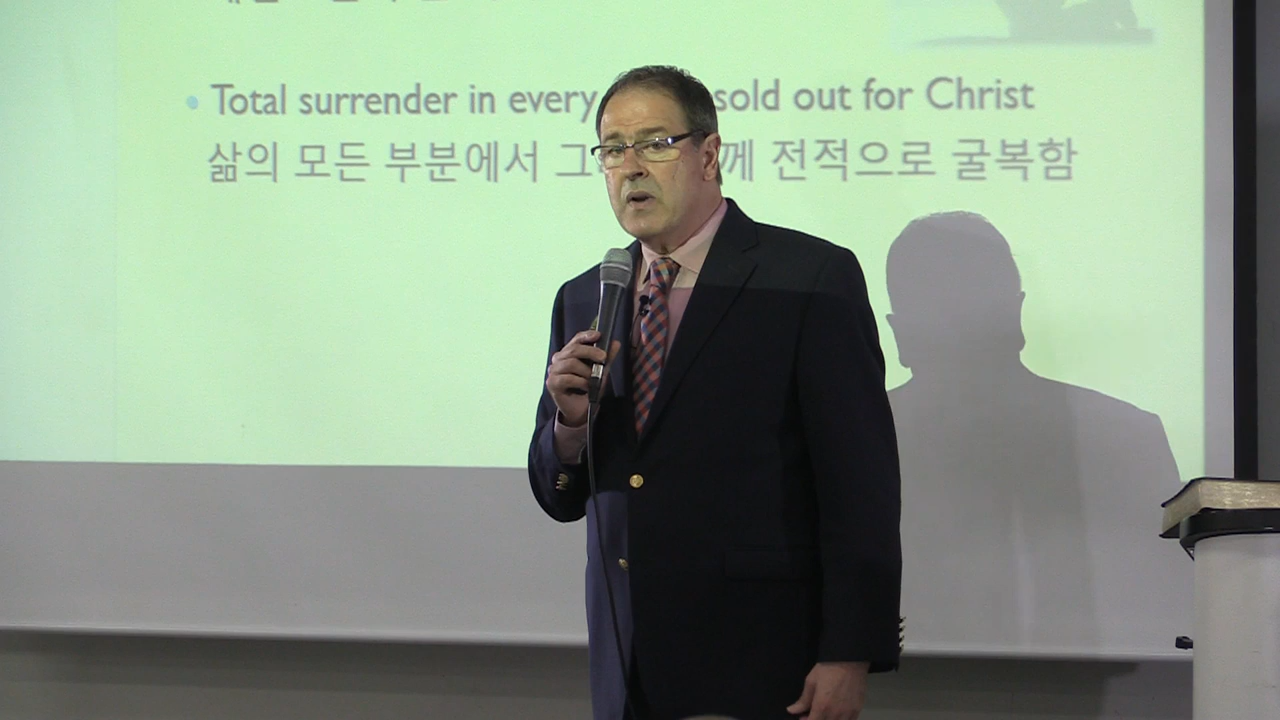 Total surrender in every sold out for Christ
삶의 모든 부분에서 그 께 전적으로 굴복함